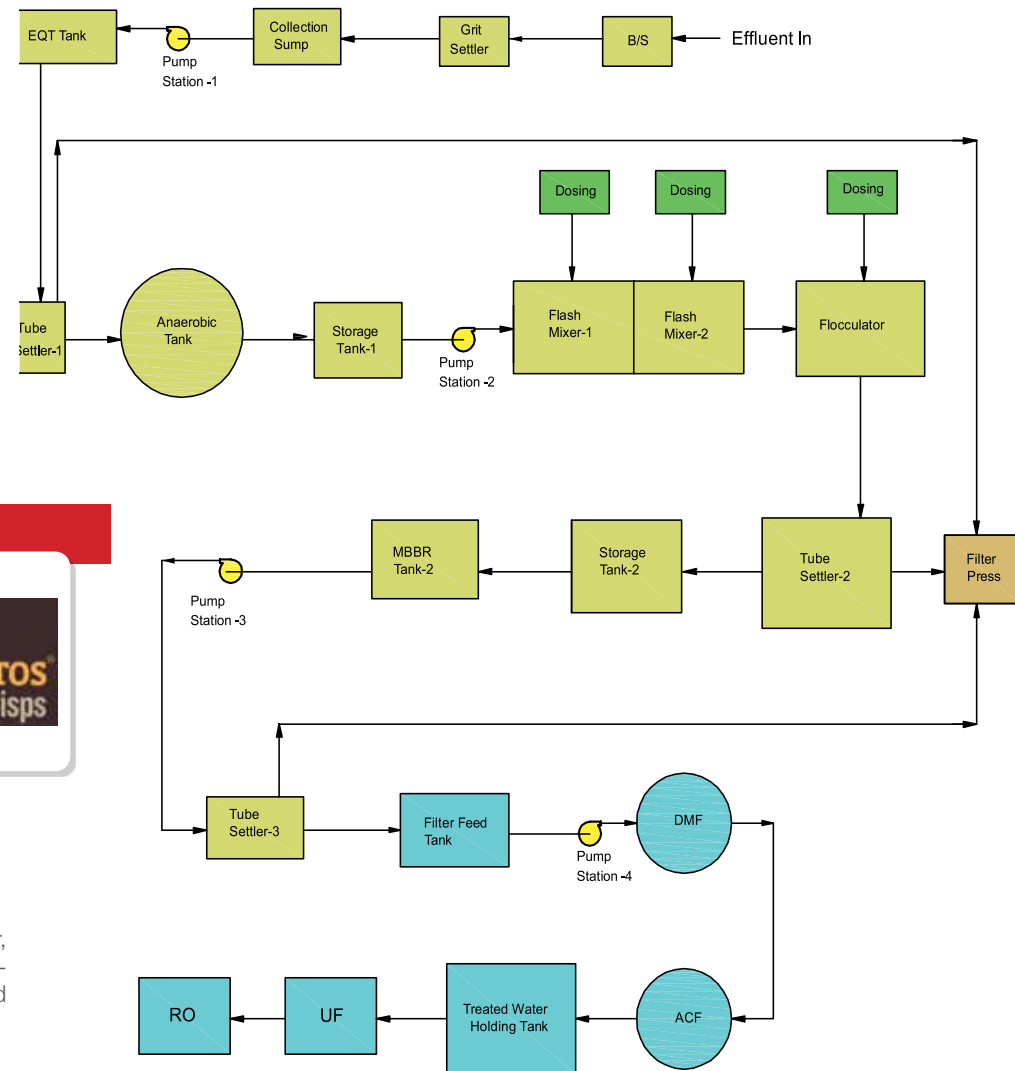 EQT Tank
Pump
Station -1
Collection
Sump
Grit
Settler
B/S
Effluent In
Dosing
Dosing
Dosing
Tube
Settler-1
Anaerobic
Tank
Storage
Tank-1
Pump
Station -2
Flash
Mixer-1
Flash
Mixer-2
Flocculator
MBBR
Tank-2
Storage
Tank-2
Tube
Settler-2
Filter
Press
Pump
Station -3
isps
Tube
Settler-3
Filter Feed
Tank
Pump
Station -4
DMF
RO
UF
Treated Water
Holding Tank
ACF